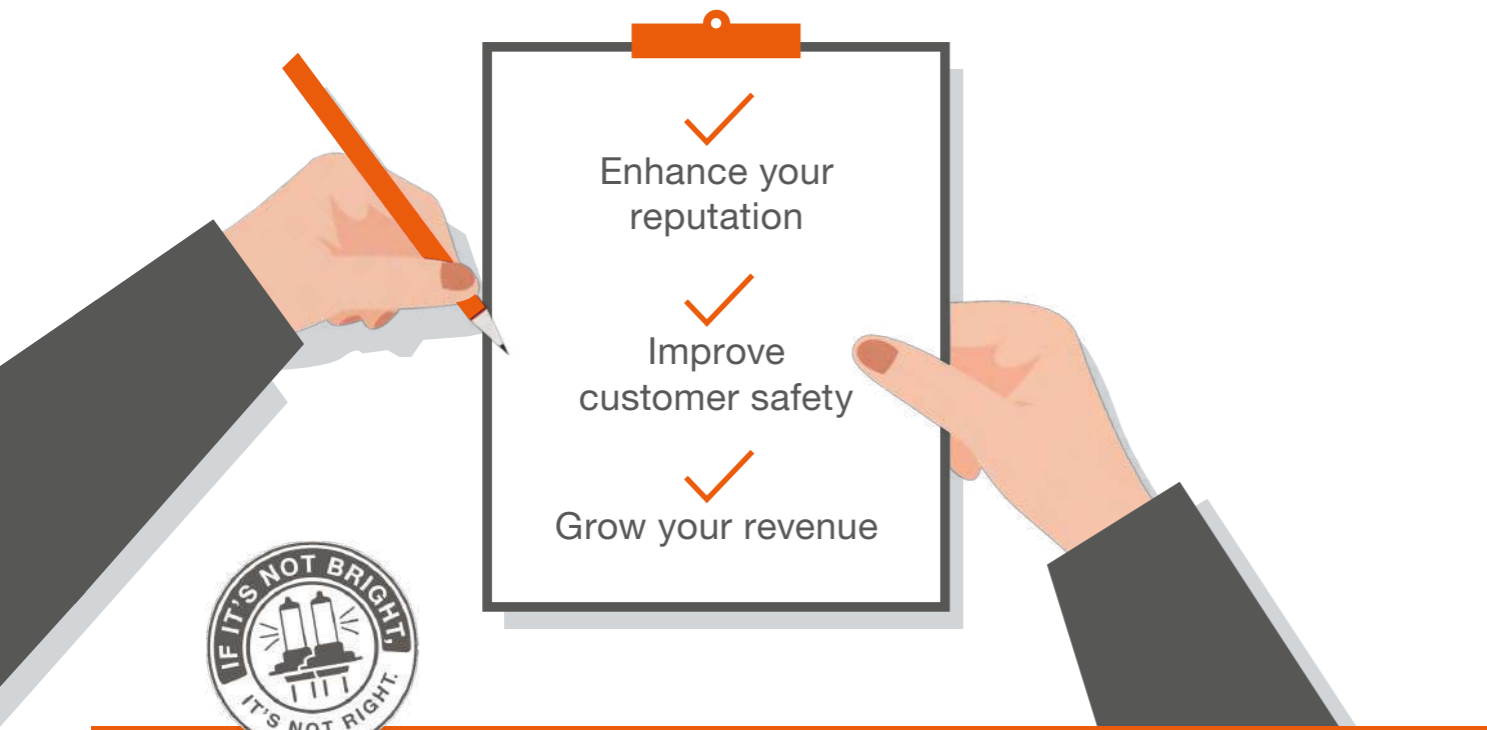 Enhance your
reputation
Improve
customer safety
Grow your revenue
IF IT'S NOT BRIGHT,
IT'S NOT RIGHT.